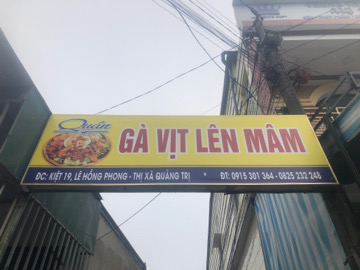 Quán
GÀ VỊT LÊN MÂM
ĐC: KIỆT 19, LÊ HỒNG PHONG - THỊ XÃ QUẢNG TRỊ * ĐT: 0915 301 364 - 0825 232 248